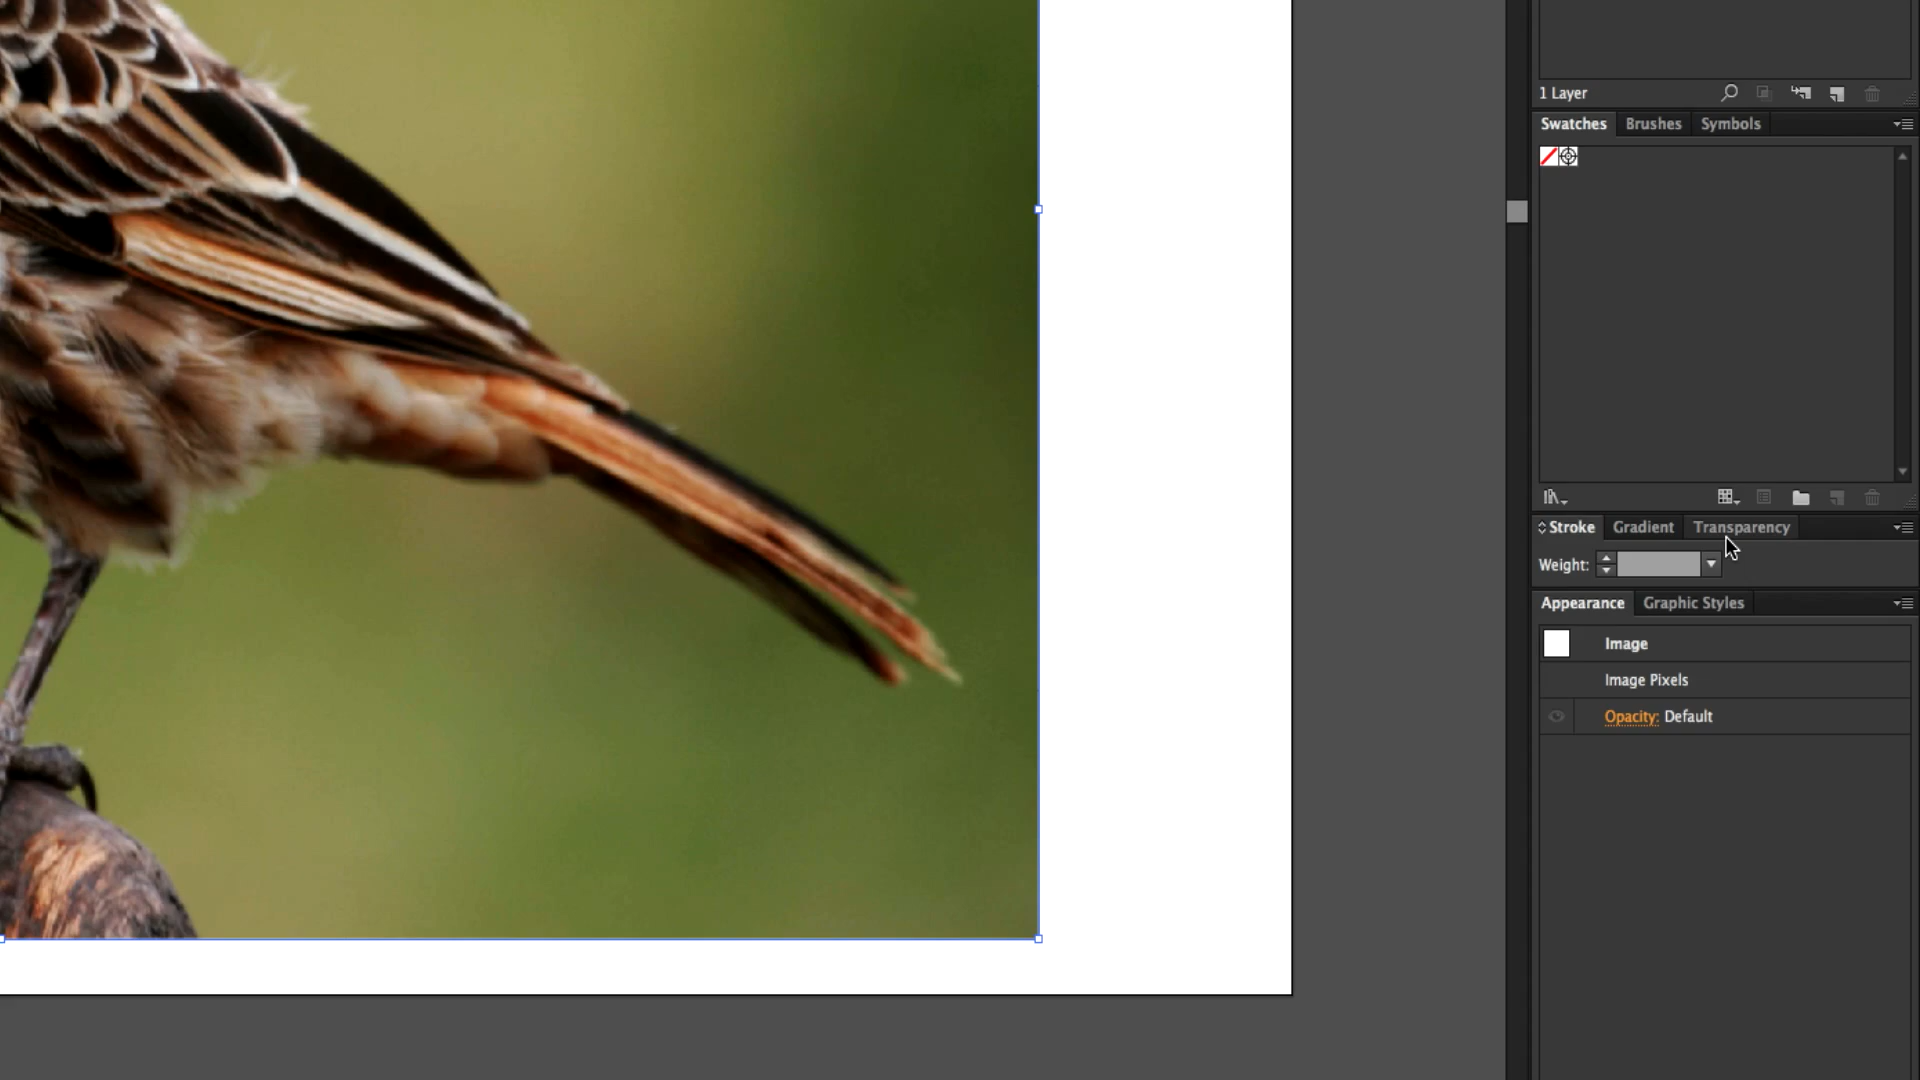 1 Layer
Swatches Brushes Symbols
Stroke Gradient Transparency
Weight:
Appearance Graphic Styles
Image
Image Pixels
Opacity: Default